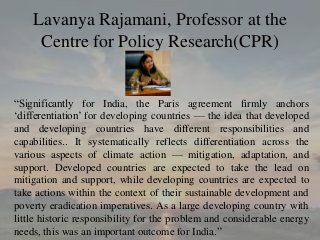 Lavanya Rajamani, Professor at the
Centre for Policy Research(CPR)
“Significantly for India, the Paris agreement firmly anchors
‘differentiation’ for developing countries — the idea that developed
and developing countries have different responsibilities and
capabilities.. It systematically reflects differentiation across the
various aspects of climate action — mitigation, adaptation, and
support. Developed countries are expected to take the lead on
mitigation and support, while developing countries are expected to
take actions within the context of their sustainable development and
poverty eradication imperatives. As a large developing country with
little historic responsibility for the problem and considerable energy
needs, this was an important outcome for India.”